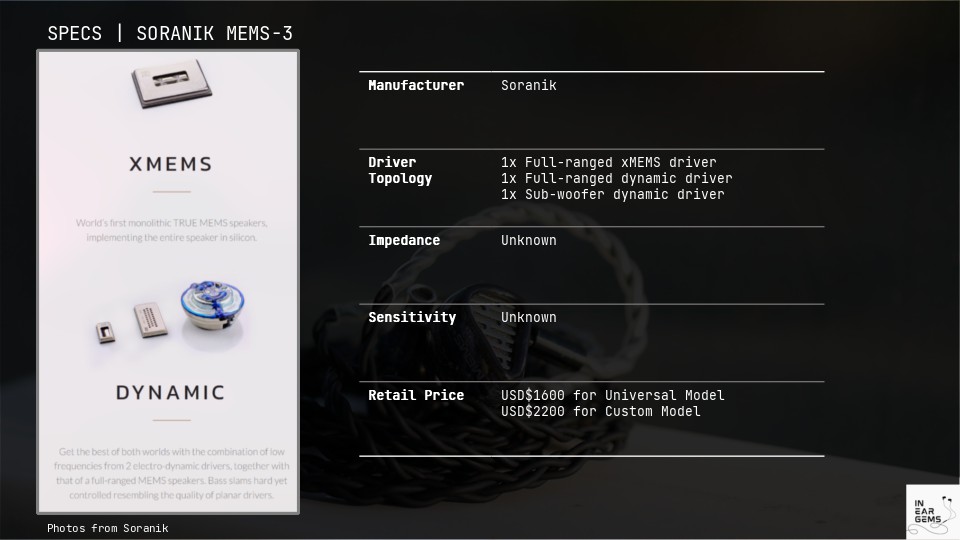 SPECS | SORANIK MEMS-3
XMEMS
World's first monolithic TRUE MEMS speakers,
implementing the entire speaker in silicon.
DYNAMIC
Get the best of both worlds with the combination of low
frequencies from 2 electro-dynamic drivers, together with
that of a full-ranged MEMS speakers. Bass slams hard yet
controlled resembling the quality of planar drivers.
Photos from Soranik
Manufacturer Soranik
Driver 1x Full-ranged xMEMS driver
Topology 1x Full-ranged dynamic driver
1x Sub-woofer dynamic driver
Impedance Unknown
Sensitivity Unknown
Retail Price USD$1600 for Universal Model
USD$2200 for Custom Model
IN
EAR
GEMS